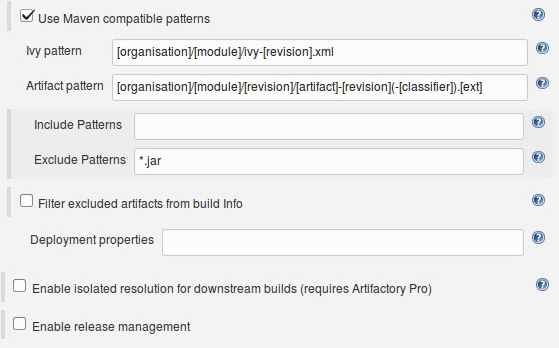 Use Maven compatible patterns
Ivy pattern [organisation]/[module]/ivy-[revision].xml
Artifact pattern [organisation]/[module]/[revision]/[artifact]-[revision](-[classifier]).[ext]
Include Patterns
Exclude Patterns *.jar
Filter excluded artifacts from build Info
Deployment properties
Enable isolated resolution for downstream builds (requires Artifactory Pro)
Enable release management